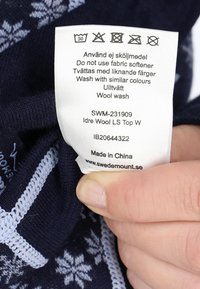 Använd ej sköljmedel
Do not use fabric softener
Tvättas med liknande färger
Wash with similar colours
Ulltvätt
Wool wash
SWM-231909
Idre Wool LS Top W
IB20644322
Made in China
www.swedemount.se